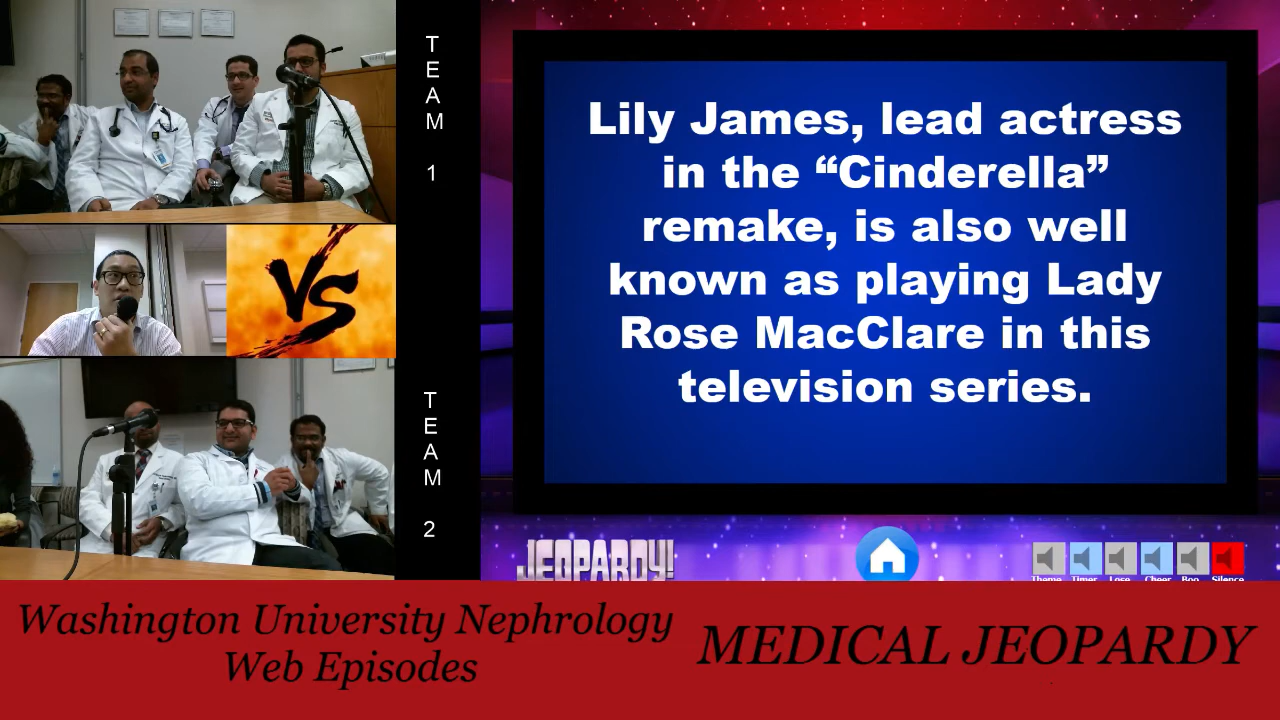 TEAM 1
VS
TEAM 2
Lily James, lead actress
in the “Cinderella”
remake, is also well
known as playing Lady
Rose MacClare in this
television series.
JEOPARDY!
Theme Timer Lose Cheer Boo Silence
Washington University Nephrology
Web Episodes
MEDICAL JEOPARDY